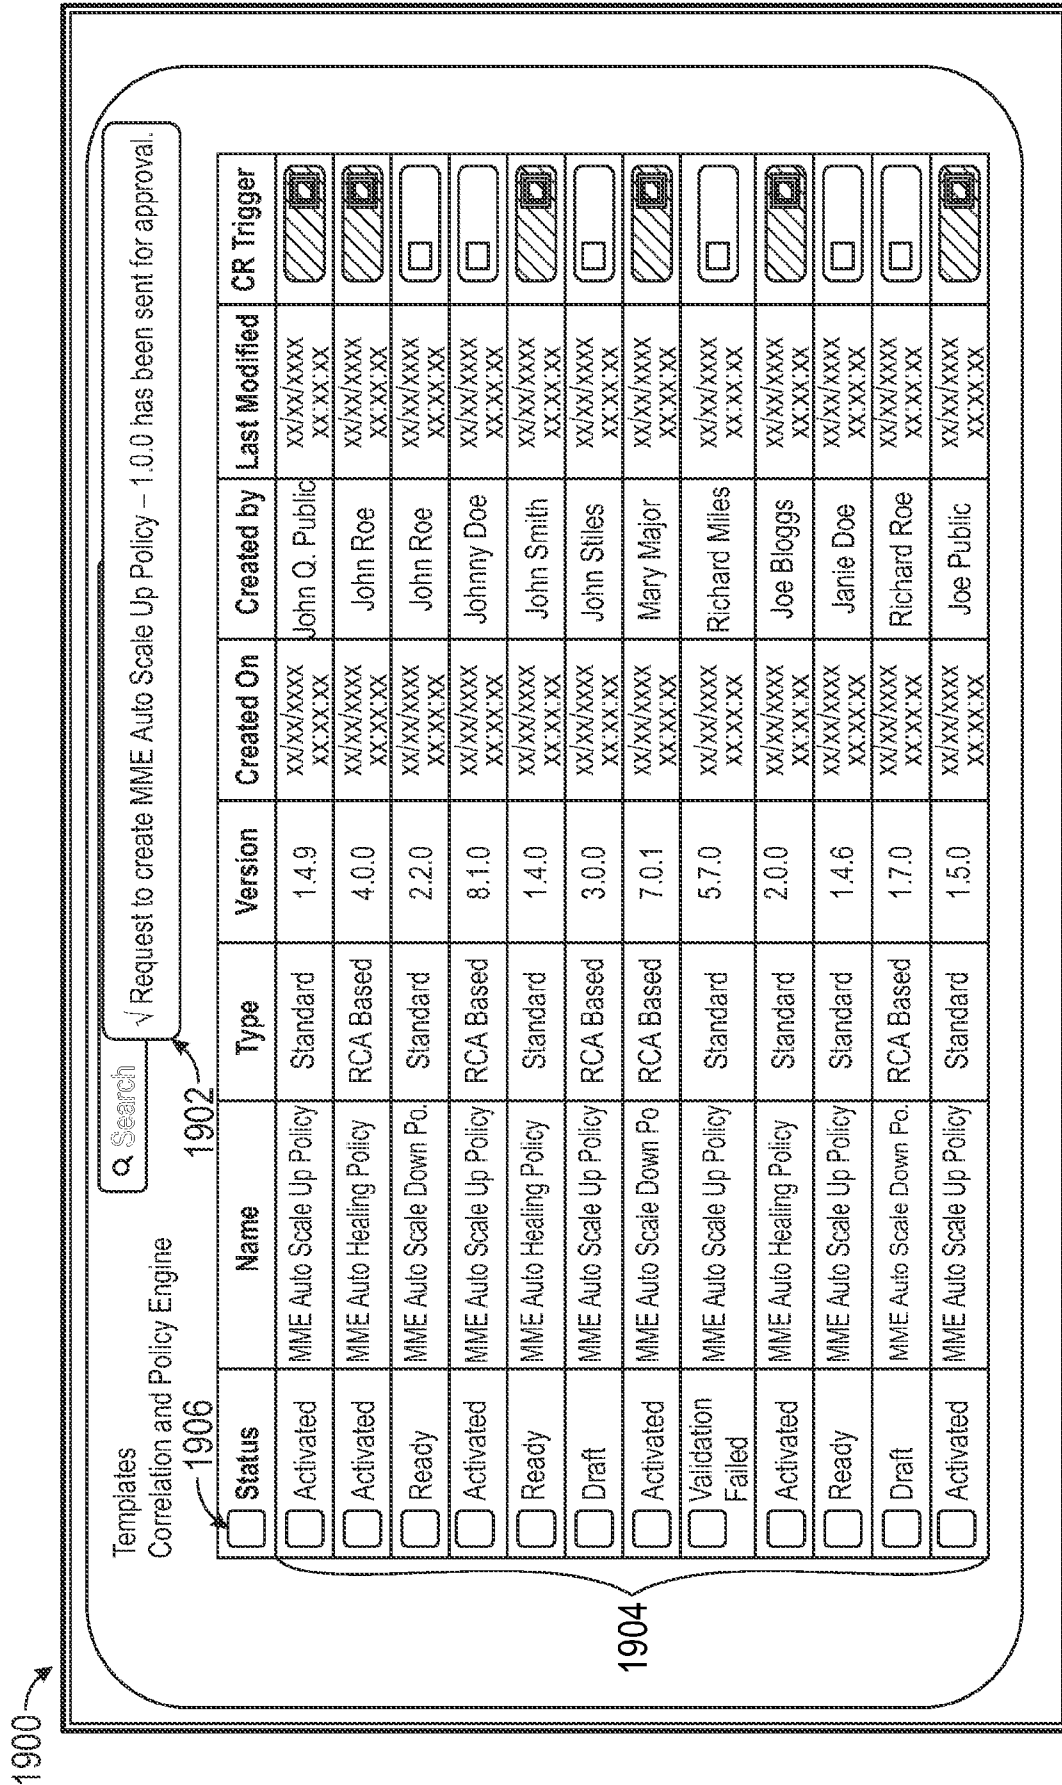 1900
Templates
Correlation and Policy Engine
Search
√ Request to create MME Auto Scale Up Policy – 1.0.0 has been sent for approval.
1902
1906
Status Name Type Version Created On Created by Last Modified CR Trigger
Activated MME Auto Scale Up Policy Standard 1.4.9 xx/xx/xxxx John Q. Public xx/xx/xxxx
xx:xx:xx xx:xx:xx
Activated MME Auto Healing Policy RCA Based 4.0.0 xx/xx/xxxx John Roe xx/xx/xxxx
xx:xx:xx xx:xx:xx
Ready MME Auto Scale Down Po. Standard 2.2.0 xx/xx/xxxx John Roe xx/xx/xxxx
xx:xx:xx xx:xx:xx
Activated MME Auto Scale Up Policy RCA Based 8.1.0 xx/xx/xxxx Johnny Doe xx/xx/xxxx
xx:xx:xx xx:xx:xx
Ready MME Auto Healing Policy Standard 1.4.0 xx/xx/xxxx John Smith xx/xx/xxxx
xx:xx:xx xx:xx:xx
Draft MME Auto Scale Up Policy RCA Based 3.0.0 xx/xx/xxxx John Stiles xx/xx/xxxx
xx:xx:xx xx:xx:xx
Activated MME Auto Scale Down Po RCA Based 7.0.1 xx/xx/xxxx Mary Major xx/xx/xxxx
xx:xx:xx xx:xx:xx
Validation MME Auto Scale Up Policy Standard 5.7.0 xx/xx/xxxx Richard Miles xx/xx/xxxx
Failed xx:xx:xx xx:xx:xx
Activated MME Auto Healing Policy Standard 2.0.0 xx/xx/xxxx Joe Bloggs xx/xx/xxxx
xx:xx:xx xx:xx:xx
Ready MME Auto Scale Up Policy Standard 1.4.6 xx/xx/xxxx Janie Doe xx/xx/xxxx
xx:xx:xx xx:xx:xx
Draft MME Auto Scale Down Po. RCA Based 1.7.0 xx/xx/xxxx Richard Roe xx/xx/xxxx
xx:xx:xx xx:xx:xx
Activated MME Auto Scale Up Policy Standard 1.5.0 xx/xx/xxxx Joe Public xx/xx/xxxx
xx:xx:xx xx:xx:xx
1904